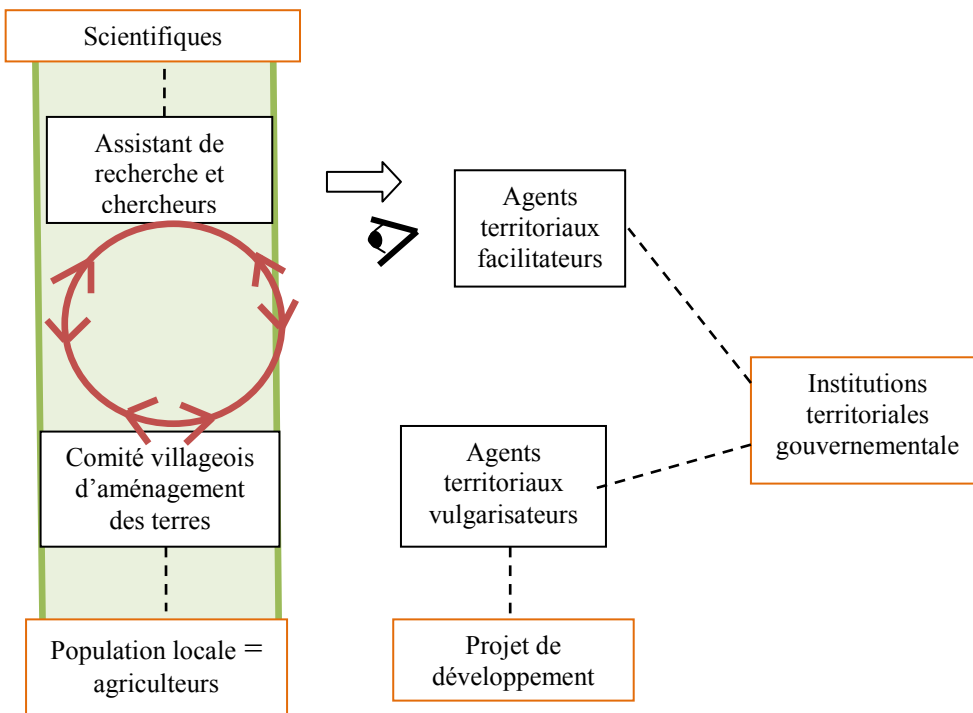 Scientifiques
Assistant de
recherche et
chercheurs
Agents
territoriaux
facilitateurs
Institutions
territoriales
gouvernementale
Comité villageois
d’aménagement
des terres
Agents
territoriaux
vulgarisateurs
Population locale =
agriculteurs
Projet de
développement